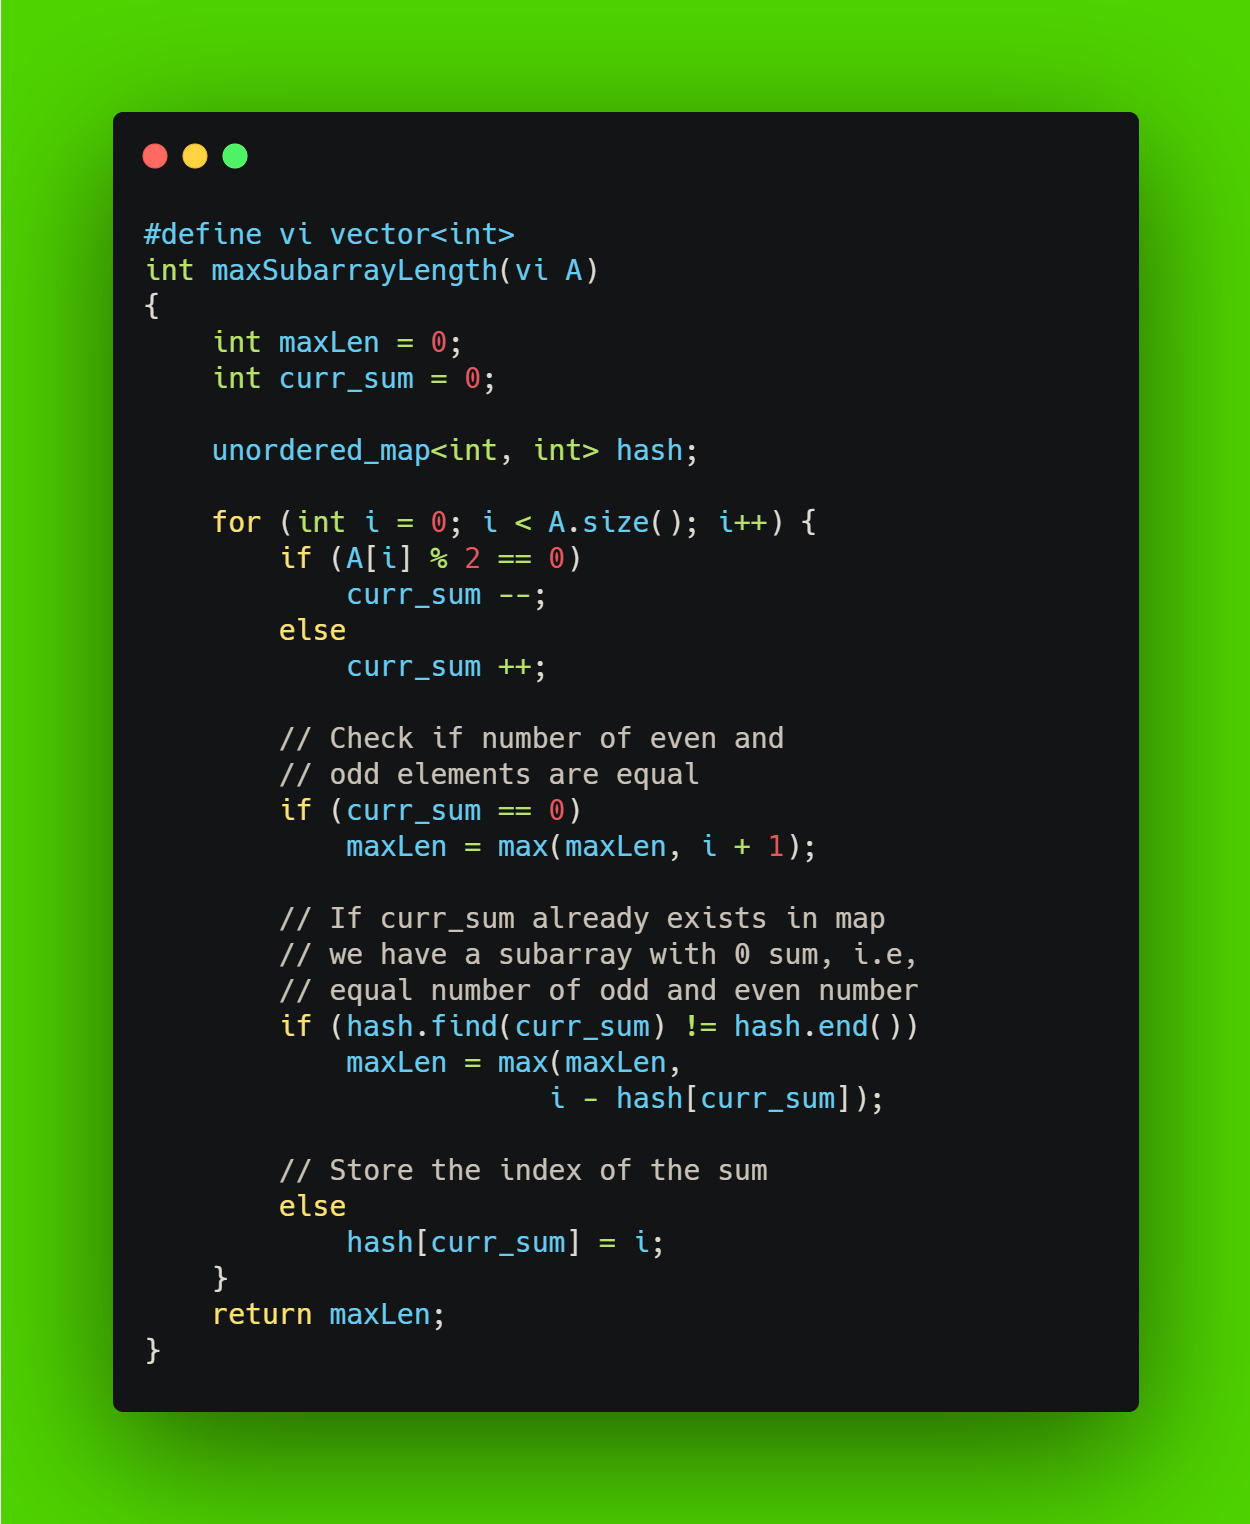 #define vi vector<int>
int maxSubarrayLength(vi A)
{
    int maxLen = 0;
    int curr_sum = 0;

    unordered_map<int, int> hash;

    for (int i = 0; i < A.size(); i++) {
        if (A[i] % 2 == 0)
            curr_sum --;
        else
            curr_sum ++;

        // Check if number of even and
        // odd elements are equal
        if (curr_sum == 0)
            maxLen = max(maxLen, i + 1);

        // If curr_sum already exists in map
        // we have a subarray with 0 sum, i.e,
        // equal number of odd and even number
        if (hash.find(curr_sum) != hash.end())
            maxLen = max(maxLen,
                        i - hash[curr_sum]);

        // Store the index of the sum
        else
            hash[curr_sum] = i;
    }
    return maxLen;
}